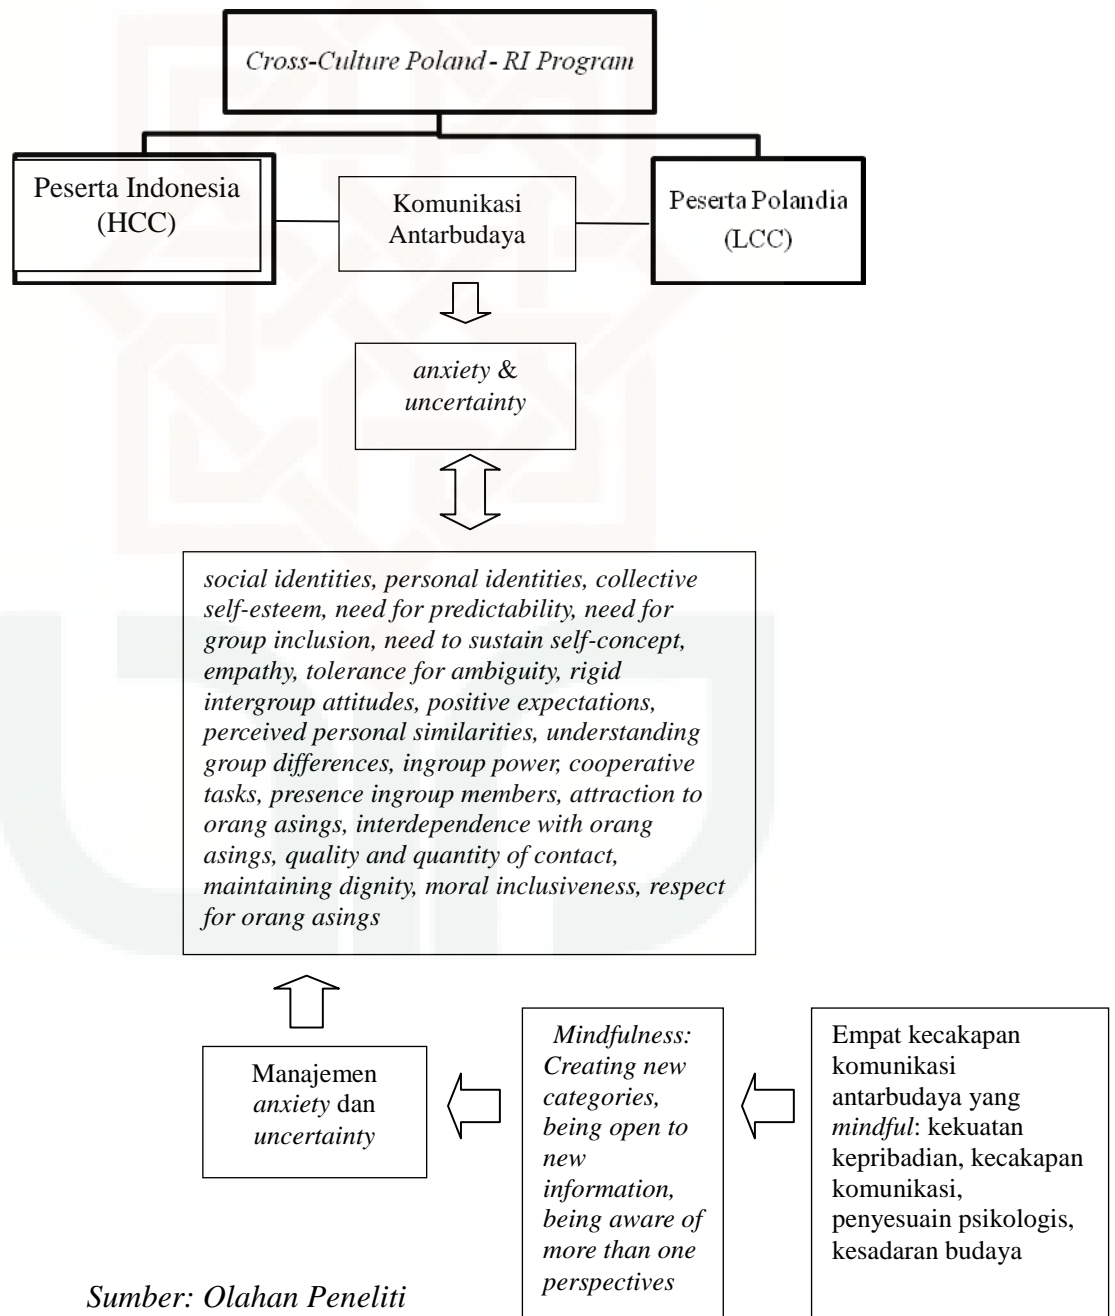 Cross-Culture Poland - RI Program
Peserta Indonesia
(HCC)
Komunikasi
Antarbudaya
Peserta Polandia
(LCC)
anxiety &
uncertainty
social identities, personal identities, collective
self-esteem, need for predictability, need for
group inclusion, need to sustain self-concept,
empathy, tolerance for ambiguity, rigid
intergroup attitudes, positive expectations,
perceived personal similarities, understanding
group differences, ingroup power, cooperative
tasks, presence ingroup members, attraction to
orang asings, interdependence with orang
asings, quality and quantity of contact,
maintaining dignity, moral inclusiveness, respect
for orang asings
Manajemen
anxiety dan
uncertainty
Mindfulness:
Creating new
categories,
being open to
new
information,
being aware of
more than one
perspectives
Empat kecakapan
komunikasi
antarbudaya yang
mindful: kekuatan
kepribadian, kecakapan
komunikasi,
penyesuain psikologis,
kesadaran budaya
Sumber: Olahan Peneliti